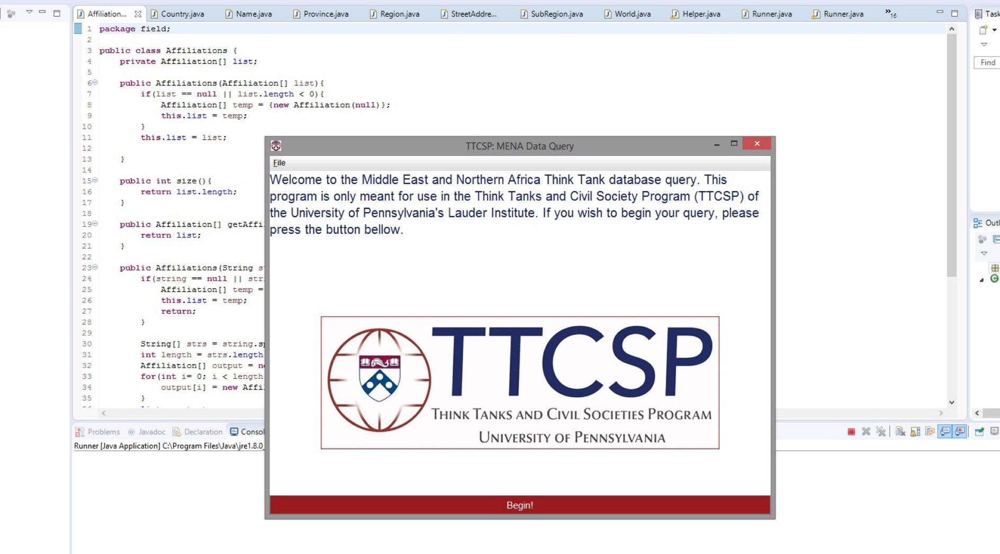 Affiliation...
Country.java
Name.java
Province.java
Region.java
StreetAddre...
SubRegion.java
World.java
Helper.java
Runner.java
Runner.java
»16
Task
1 package field;
2
3 public class Affiliations {
4 private Affiliation[] list;
5
6 public Affiliations(Affiliation[] list){
7 if(list == null || list.length < 0){
8 Affiliation[] temp = {new Affiliation(null)};
9 this.list = temp;
10 }
11 this.list = list;
12
13 }
14
15 public int size(){
16 return list.length;
17 }
18
19 public Affiliation[] getAffi
20 return list;
21 }
22
23 public Affiliations(String s
24 if(string == null || str
25 Affiliation[] temp =
26 this.list = temp;
27 return;
28 }
29
30 String[] strs = string.sp
31 int length = strs.length
32 Affiliation[] output = ne
33 for(int i= 0; i < length
34 output[i] = new Affi
35 }
Find
Outl
TTCSP: MENA Data Query
File
Welcome to the Middle East and Northern Africa Think Tank database query. This
program is only meant for use in the Think Tanks and Civil Society Program (TTCSP) of
the University of Pennsylvania's Lauder Institute. If you wish to begin your query, please
press the button bellow.
TTCSP
THINK TANKS AND CIVIL SOCIETIES PROGRAM
UNIVERSITY OF PENNSYLVANIA
Begin!
Problems @ Javadoc Declaration Consol
Runner [Java Application] C:\Program Files\Java\jre1.8.0_